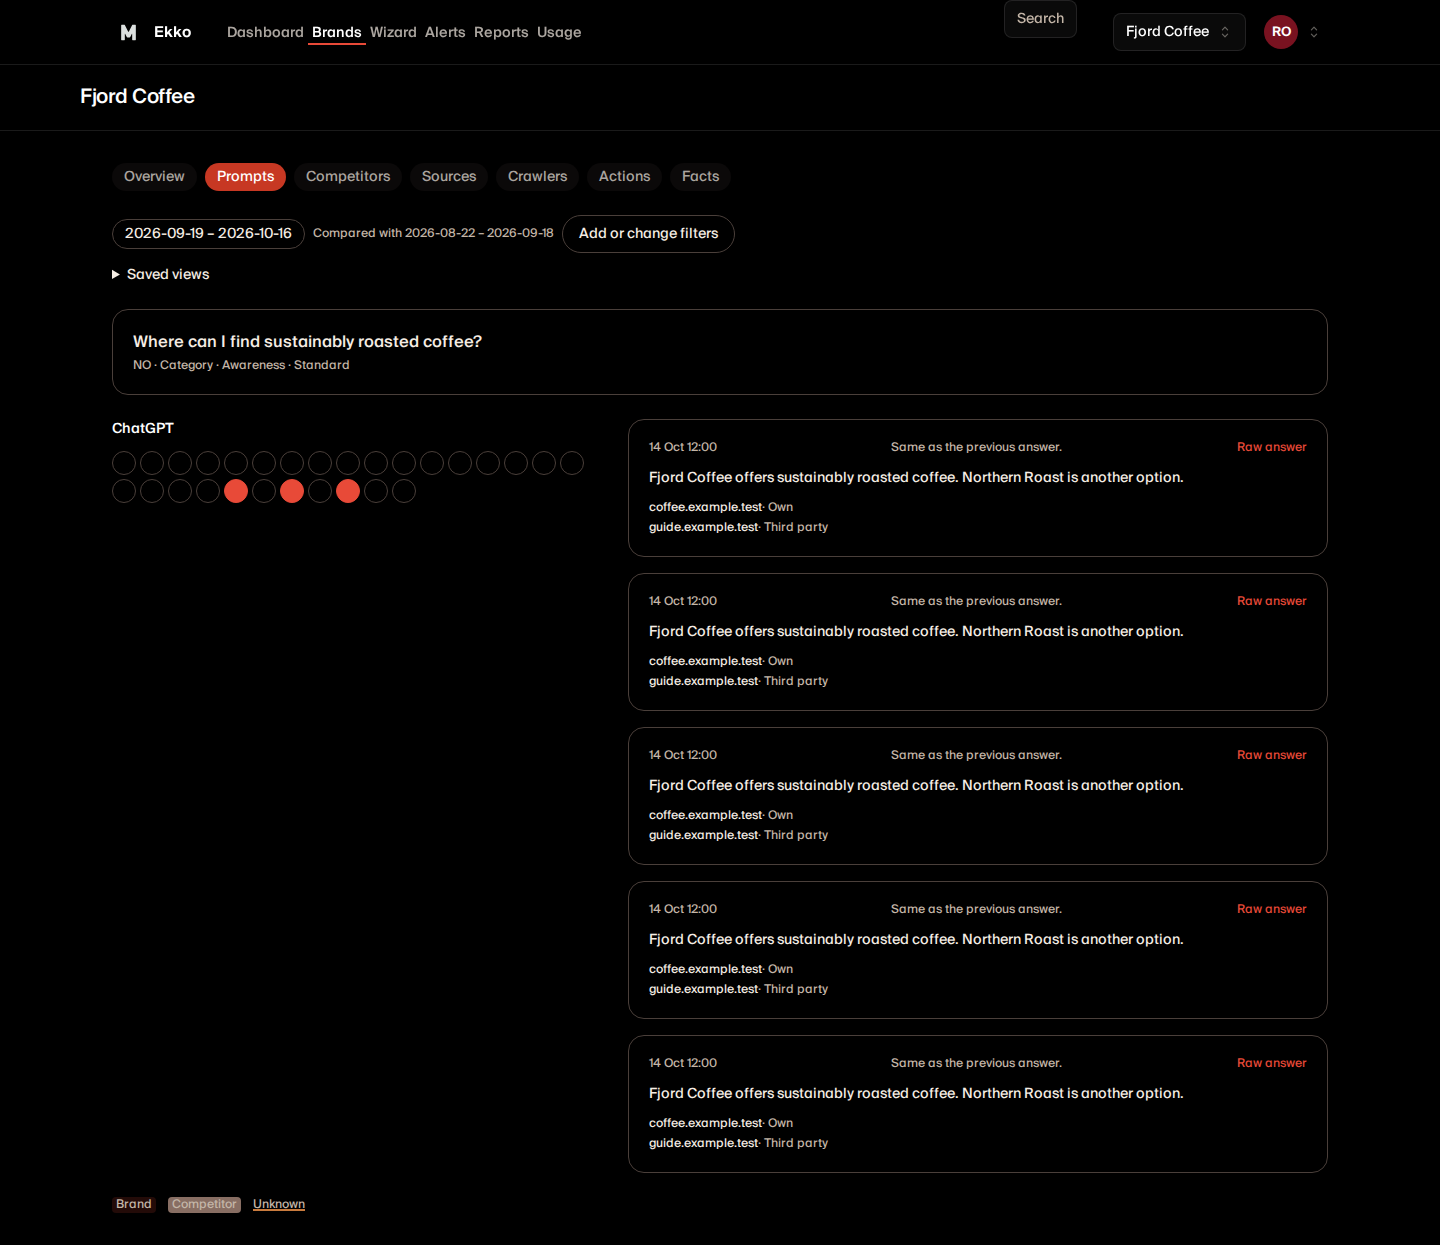 M Ekko Dashboard Brands Wizard Alerts Reports Usage Search Fjord Coffee RO
Fjord Coffee
Overview Prompts Competitors Sources Crawlers Actions Facts
2026-09-19 – 2026-10-16 Compared with 2026-08-22 – 2026-09-18 Add or change filters
Saved views
Where can I find sustainably roasted coffee?
NO · Category · Awareness · Standard
ChatGPT
14 Oct 12:00 Same as the previous answer. Raw answer
Fjord Coffee offers sustainably roasted coffee. Northern Roast is another option.
coffee.example.test· Own
guide.example.test· Third party
14 Oct 12:00 Same as the previous answer. Raw answer
Fjord Coffee offers sustainably roasted coffee. Northern Roast is another option.
coffee.example.test· Own
guide.example.test· Third party
14 Oct 12:00 Same as the previous answer. Raw answer
Fjord Coffee offers sustainably roasted coffee. Northern Roast is another option.
coffee.example.test· Own
guide.example.test· Third party
14 Oct 12:00 Same as the previous answer. Raw answer
Fjord Coffee offers sustainably roasted coffee. Northern Roast is another option.
coffee.example.test· Own
guide.example.test· Third party
14 Oct 12:00 Same as the previous answer. Raw answer
Fjord Coffee offers sustainably roasted coffee. Northern Roast is another option.
coffee.example.test· Own
guide.example.test· Third party
Brand Competitor Unknown